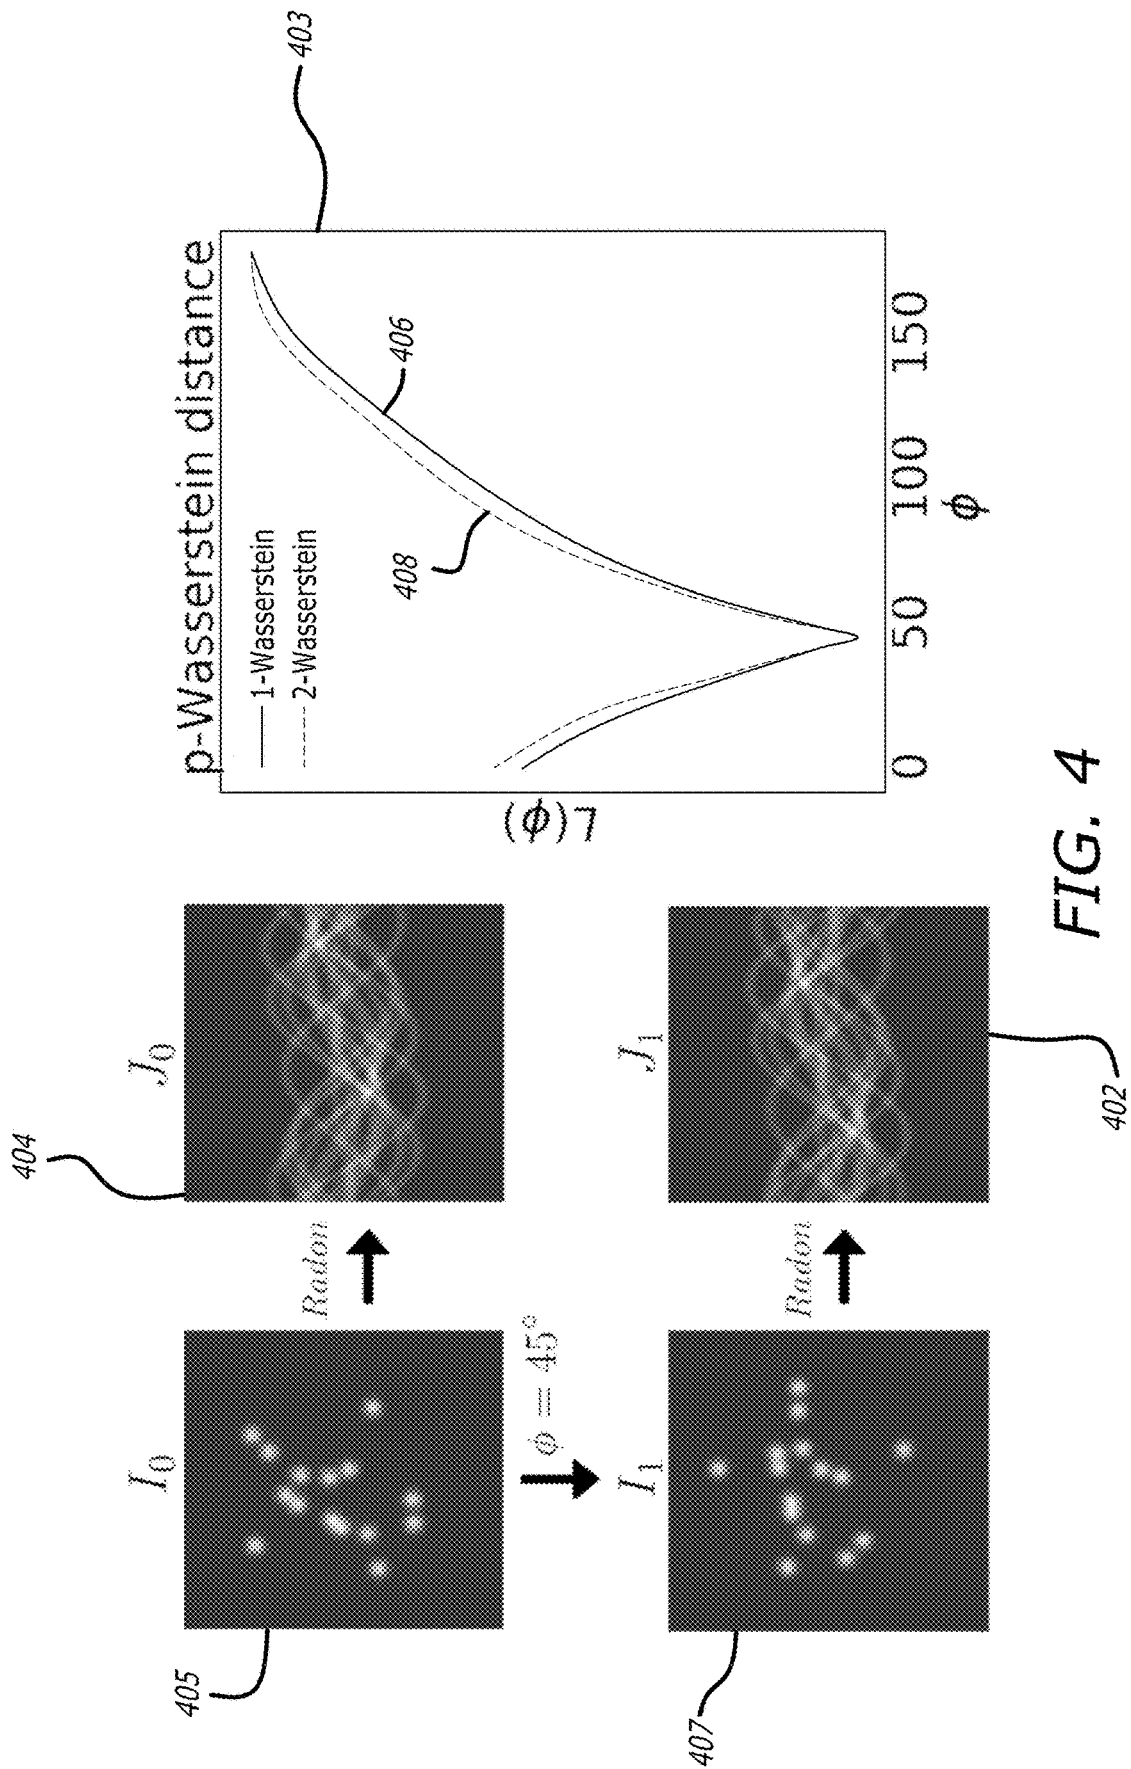 404
403
I₀
J₀
p-Wasserstein distance
405
Radon
1-Wasserstein
2-Wasserstein
406
408
L(ϕ)
ϕ = 45°
I₁
J₁
407
Radon
0
50
100
150
ϕ
402
FIG. 4